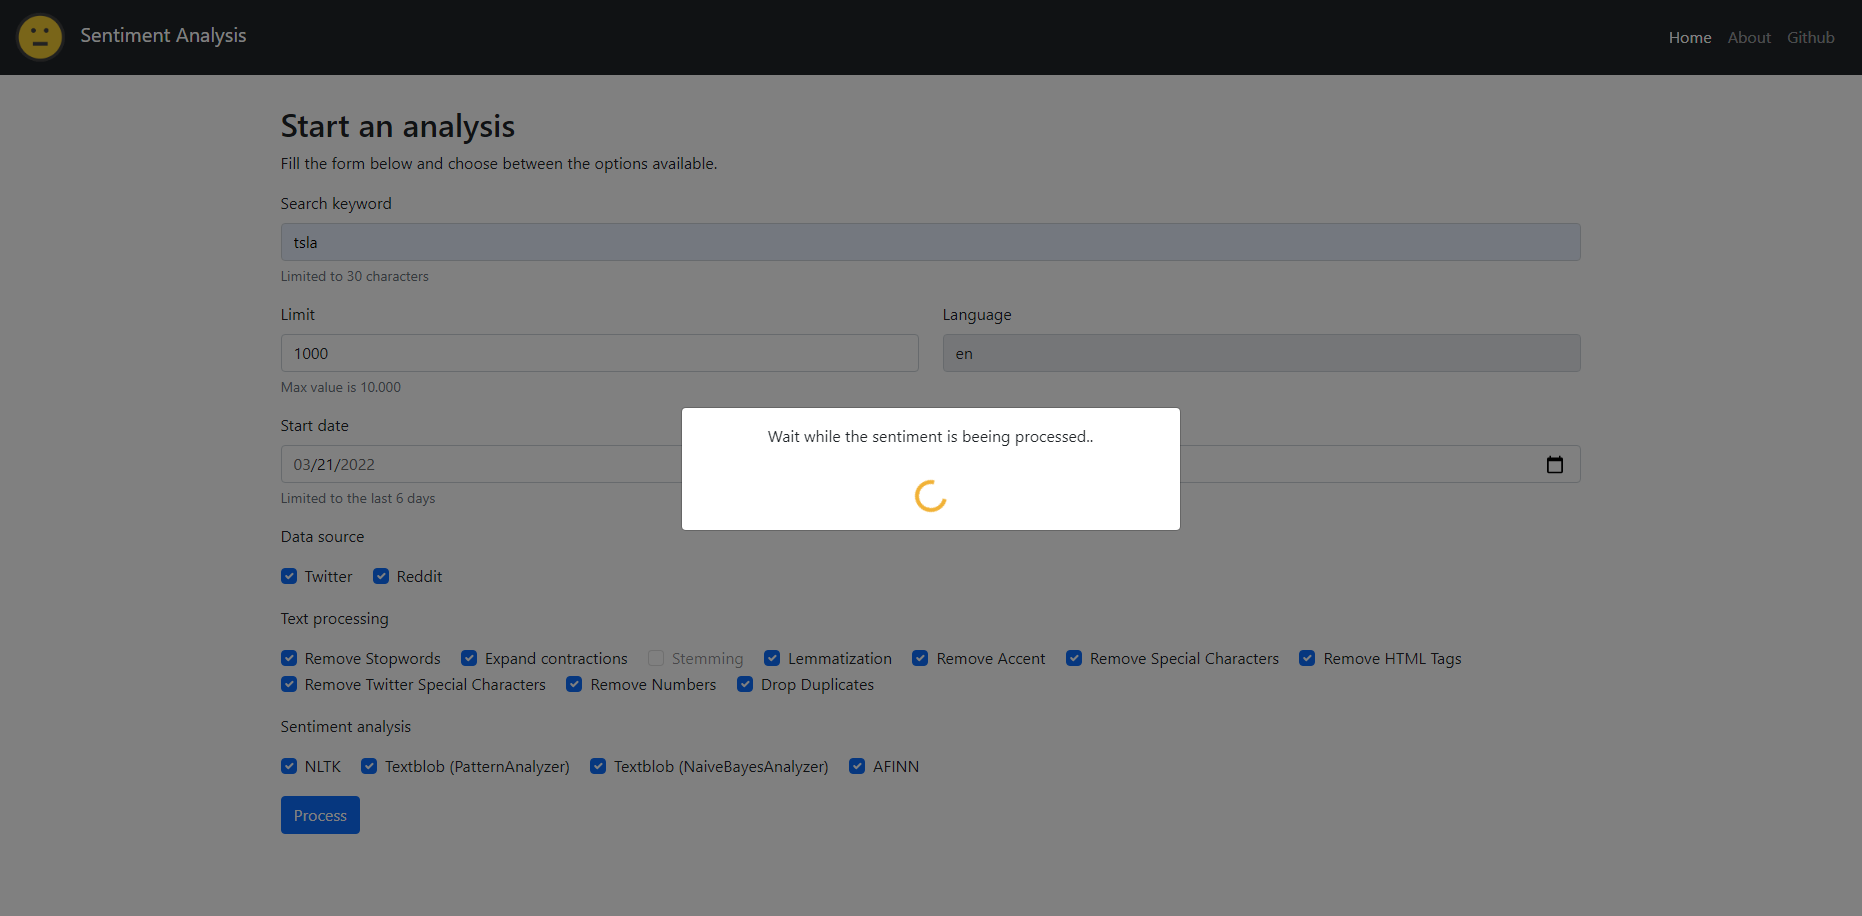 Sentiment Analysis
Home About Github
Start an analysis
Fill the form below and choose between the options available.
Search keyword
tsla
Limited to 30 characters
Limit Language
1000 en
Max value is 10.000
Start date
Wait while the sentiment is beeing processed..
03/21/2022
Limited to the last 6 days
Data source
Twitter Reddit
Text processing
Remove Stopwords Expand contractions Stemming Lemmatization Remove Accent Remove Special Characters Remove HTML Tags
Remove Twitter Special Characters Remove Numbers Drop Duplicates
Sentiment analysis
NLTK Textblob (PatternAnalyzer) Textblob (NaiveBayesAnalyzer) AFINN
Process